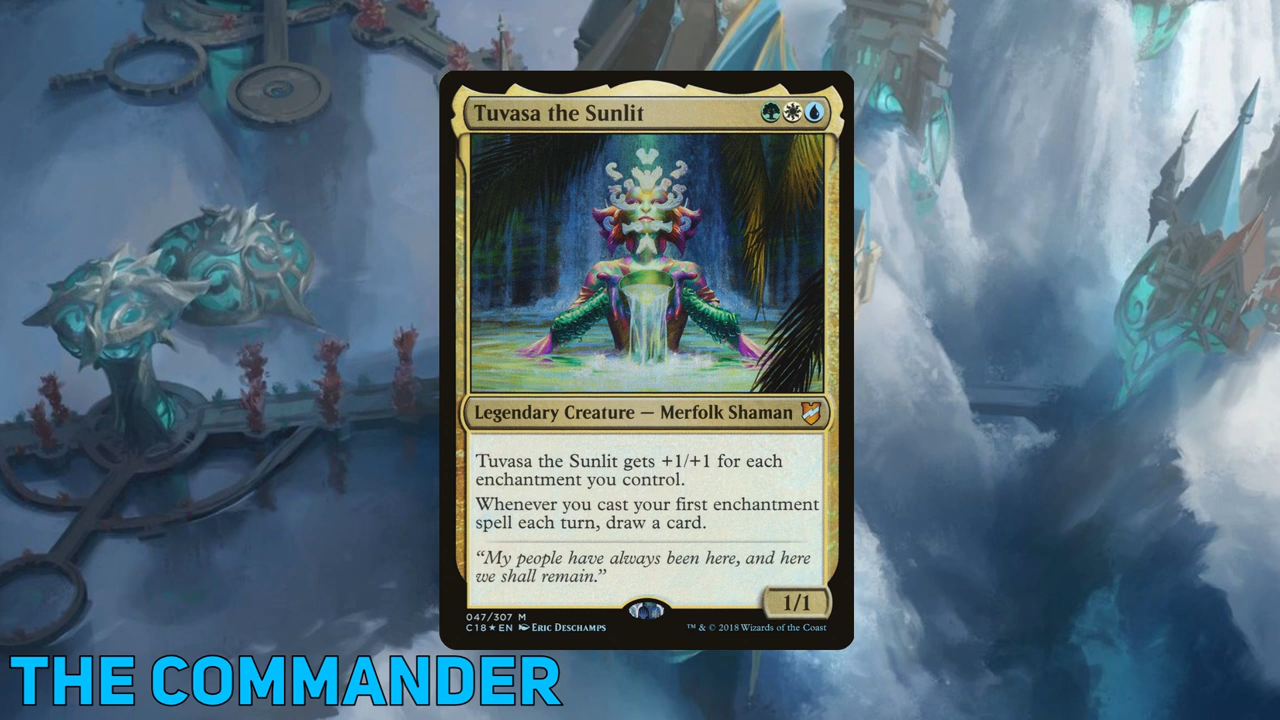 Tuvasa the Sunlit
Legendary Creature — Merfolk Shaman
Tuvasa the Sunlit gets +1/+1 for each
enchantment you control.
Whenever you cast your first enchantment
spell each turn, draw a card.
“My people have always been here, and here
we shall remain.”
1/1
047/307 M
C18★EN Eric Deschamps
™ & © 2018 Wizards of the Coast
THE COMMANDER